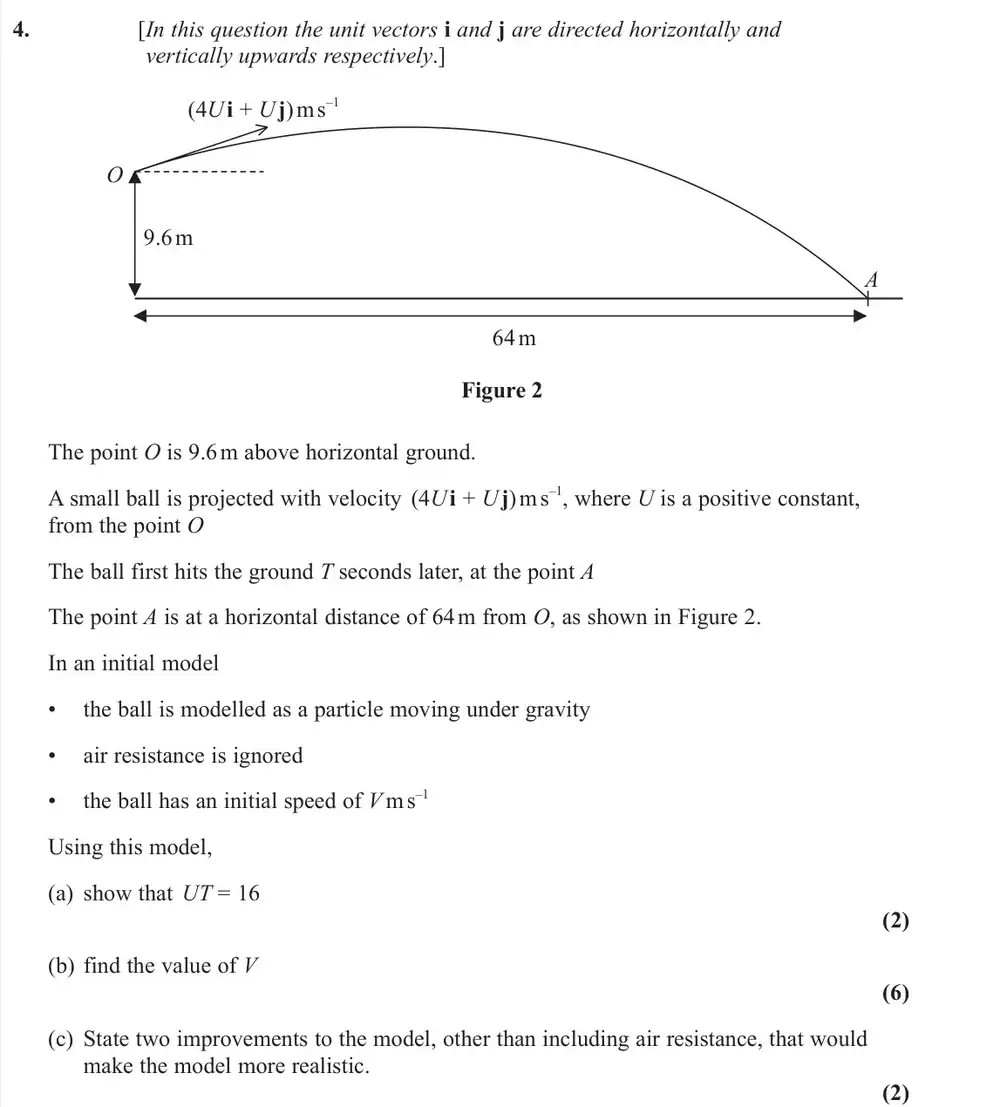 4. [In this question the unit vectors i and j are directed horizontally and
vertically upwards respectively.]
(4Ui + Uj) m s⁻¹
O
9.6 m
A
64 m
Figure 2
The point O is 9.6 m above horizontal ground.
A small ball is projected with velocity (4Ui + Uj) m s⁻¹, where U is a positive constant,
from the point O
The ball first hits the ground T seconds later, at the point A
The point A is at a horizontal distance of 64 m from O, as shown in Figure 2.
In an initial model
• the ball is modelled as a particle moving under gravity
• air resistance is ignored
• the ball has an initial speed of V m s⁻¹
Using this model,
(a) show that UT = 16
(2)
(b) find the value of V
(6)
(c) State two improvements to the model, other than including air resistance, that would
make the model more realistic.
(2)